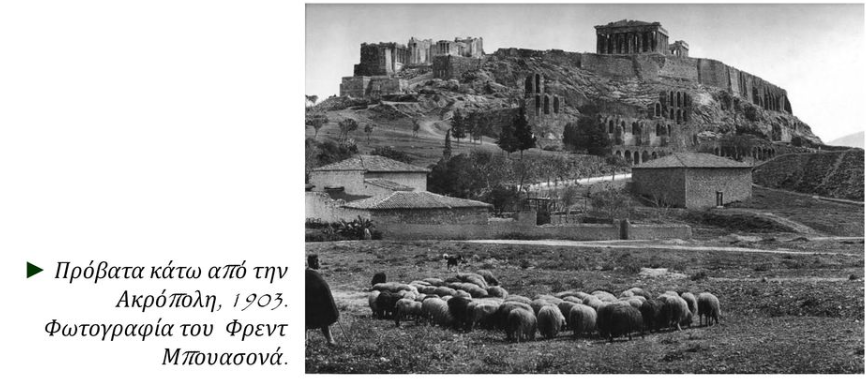 ► Πρόβατα κάτω από την
Ακρόπολη, 1903.
Φωτογραφία του Φρεντ
Μπουασονά.